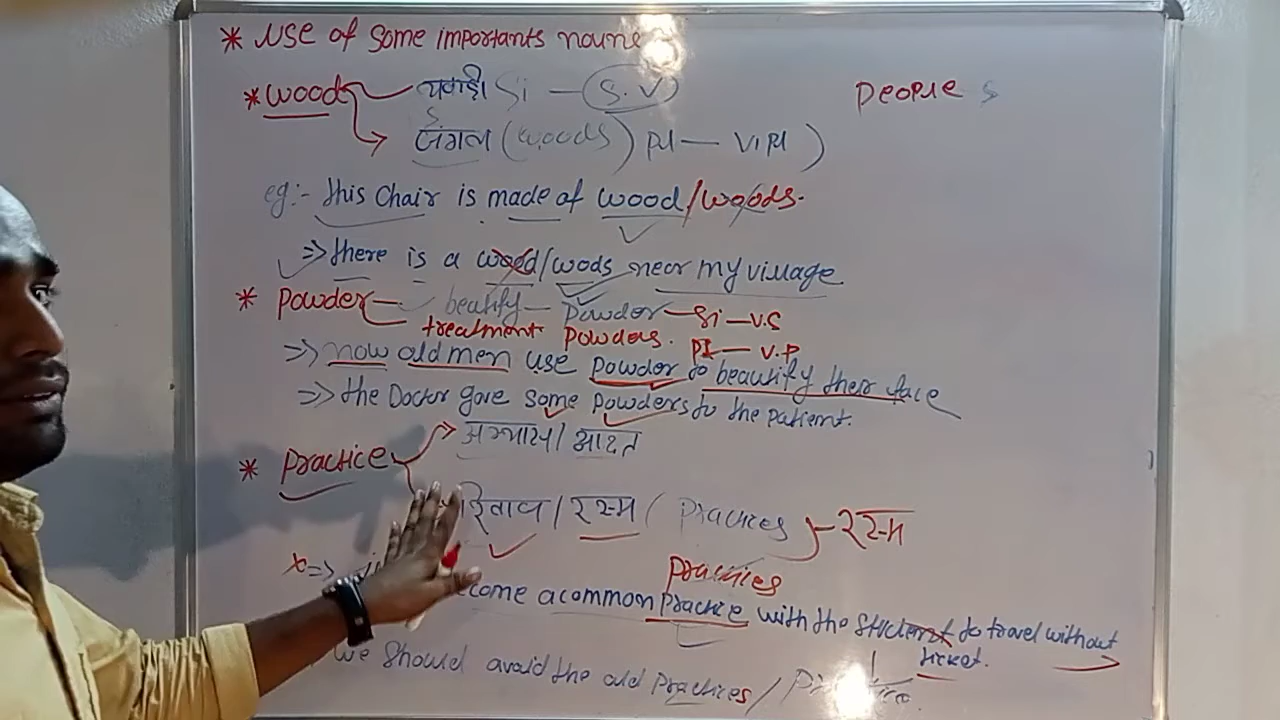 * Use of some importants noune
* wood लकड़ी Si — S.V
people s
जंगल (woods) Pl — V.Pl )
eg:- this chair is made of wood/woods.
=> there is a wood/wods near my village
* Powder — beautify — Powder — Si — V.S
treatment Powders. Pl — V.P
=> now old men use Powder to beautify their face
=> the Doctor gave some Powders to the patient.
* Practice अभ्यास/आदत
रिवाज/रस्म ( Practices ) - रस्म
x => Practices
come a common Practice with the student to travel without
ticket.
we should avoid the old Practices/